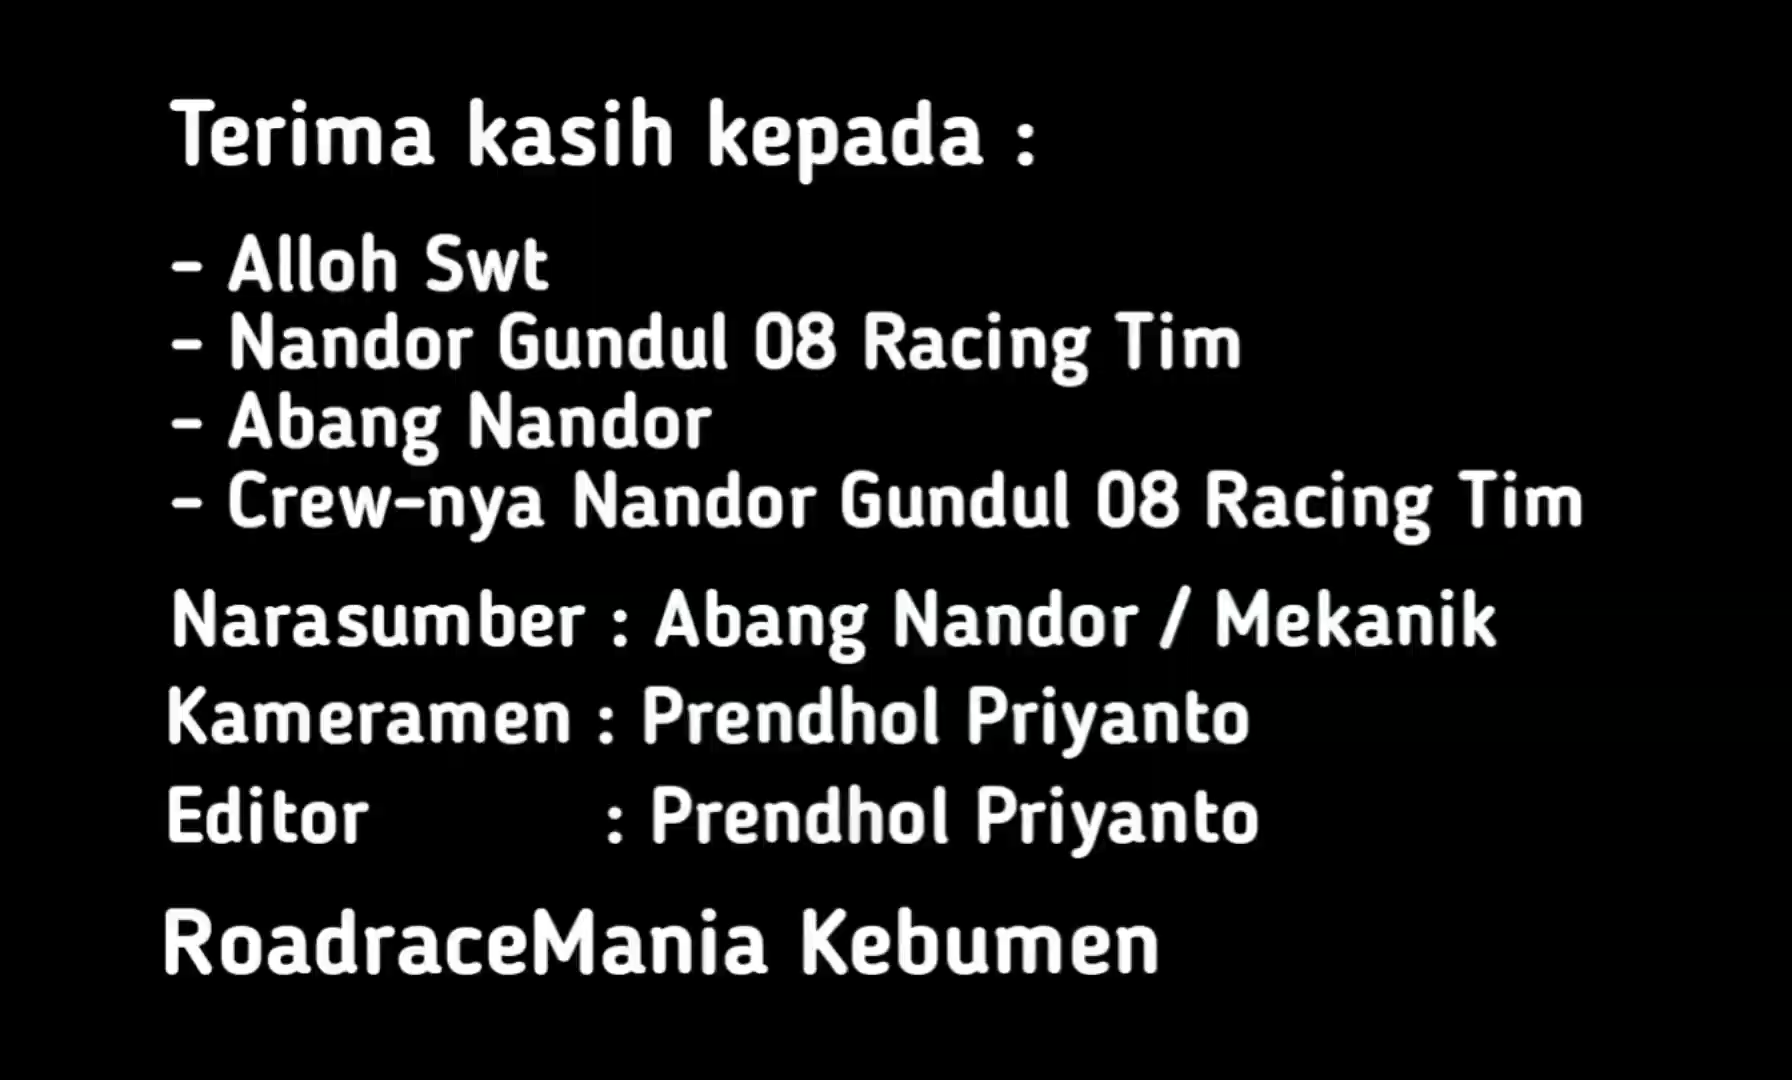 Terima kasih kepada :
- Alloh Swt
- Nandor Gundul 08 Racing Tim
- Abang Nandor
- Crew-nya Nandor Gundul 08 Racing Tim
Narasumber : Abang Nandor / Mekanik
Kameramen : Prendhol Priyanto
Editor : Prendhol Priyanto
RoadraceMania Kebumen